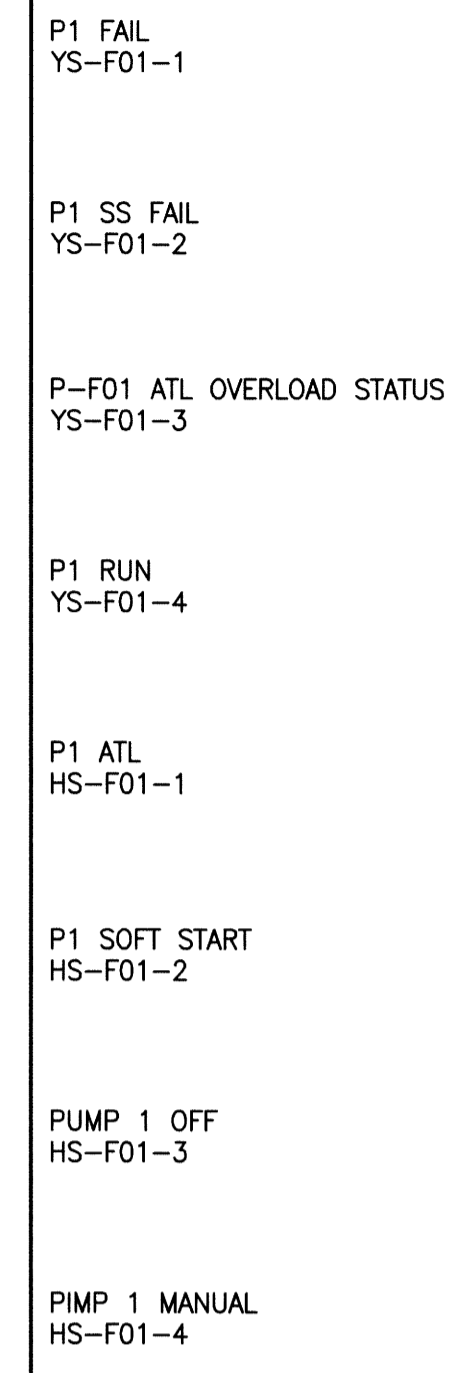 P1 FAIL
YS-F01-1
P1 SS FAIL
YS-F01-2
P-F01 ATL OVERLOAD STATUS
YS-F01-3
P1 RUN
YS-F01-4
P1 ATL
HS-F01-1
P1 SOFT START
HS-F01-2
PUMP 1 OFF
HS-F01-3
PIMP 1 MANUAL
HS-F01-4